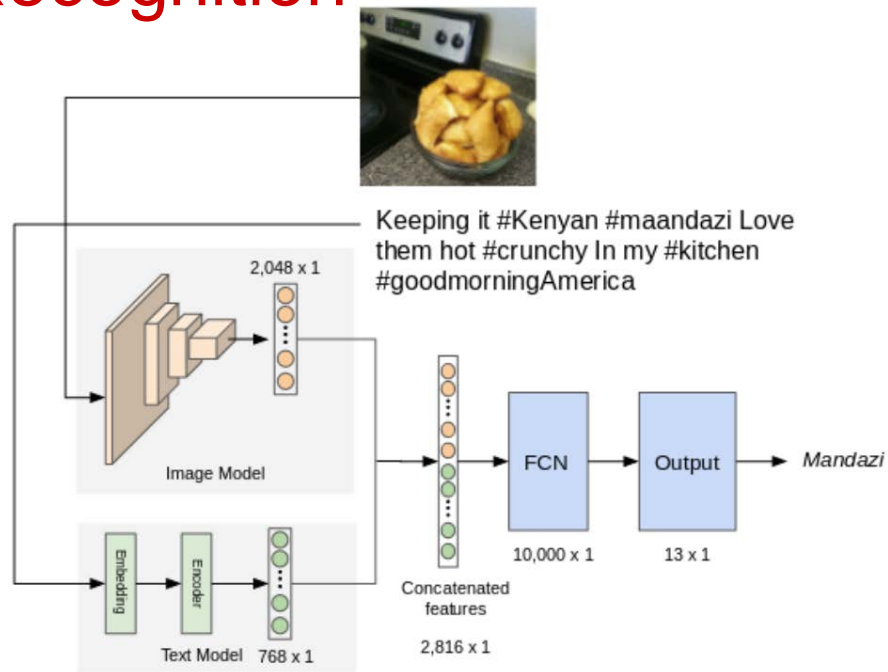 Recognition
Keeping it #Kenyan #maandazi Love
them hot #crunchy In my #kitchen
#goodmorningAmerica
2,048 x 1
Image Model
Embedding
Encoder
Text Model
768 x 1
Concatenated
features
2,816 x 1
FCN
10,000 x 1
Output
13 x 1
Mandazi